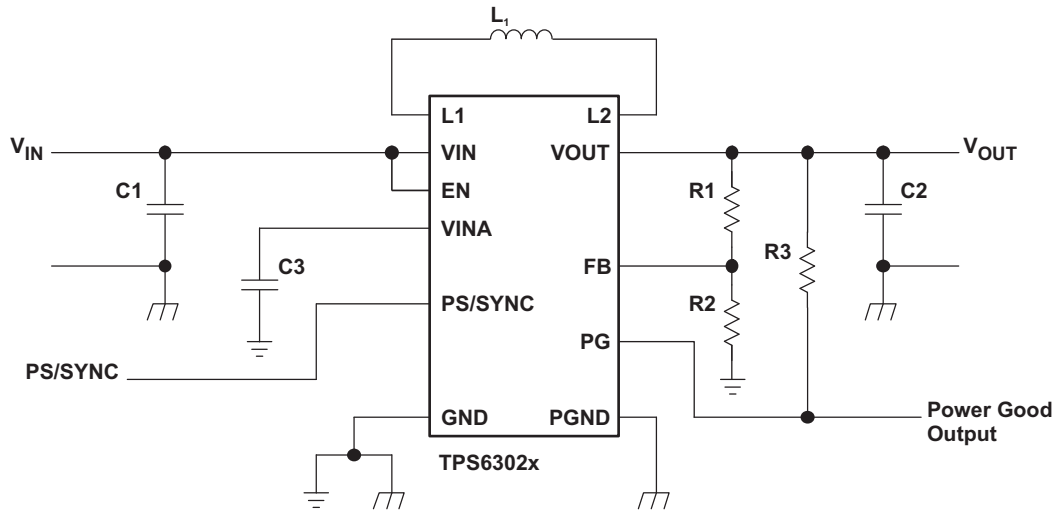 L1
L1
L2
VIN
VIN
VOUT
VOUT
C1
EN
R1
C2
VINA
C3
FB
R3
PS/SYNC
R2
PG
PS/SYNC
GND
PGND
Power Good
Output
TPS6302x